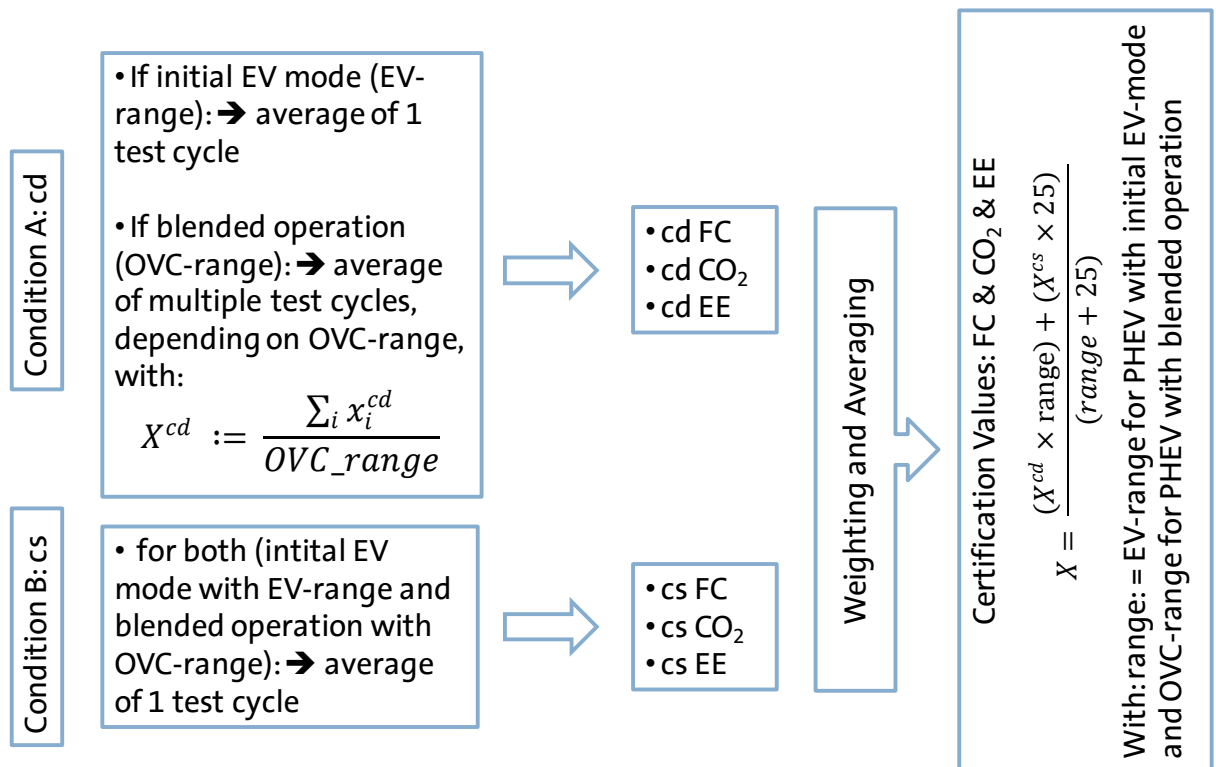 Condition A: cd
• If initial EV mode (EV-
range): ➔ average of 1
test cycle
• If blended operation
(OVC-range): ➔ average
of multiple test cycles,
depending on OVC-range,
with:
X^{cd} := \frac{\sum_i x_i^{cd}}{OVC\_range}
• cd FC
• cd CO₂
• cd EE
Condition B: cs
• for both (intital EV
mode with EV-range and
blended operation with
OVC-range): ➔ average
of 1 test cycle
• cs FC
• cs CO₂
• cs EE
Weighting and Averaging
Certification Values: FC & CO₂ & EE
X = \frac{(X^{cd} × range) + (X^{cs} × 25)}{(range + 25)}
With: range: = EV-range for PHEV with initial EV-mode
and OVC-range for PHEV with blended operation